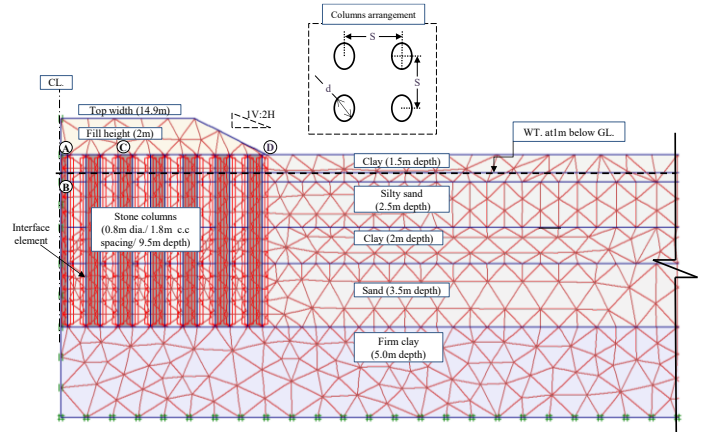 Columns arrangement
S
S
d
CL.
Top width (14.9m)
1V:2H
Fill height (2m)
WT. at1m below GL.
A
C
D
Clay (1.5m depth)
B
Silty sand
(2.5m depth)
Stone columns
(0.8m dia./ 1.8m c.c
spacing/ 9.5m depth)
Interface
element
Clay (2m depth)
Sand (3.5m depth)
Firm clay
(5.0m depth)